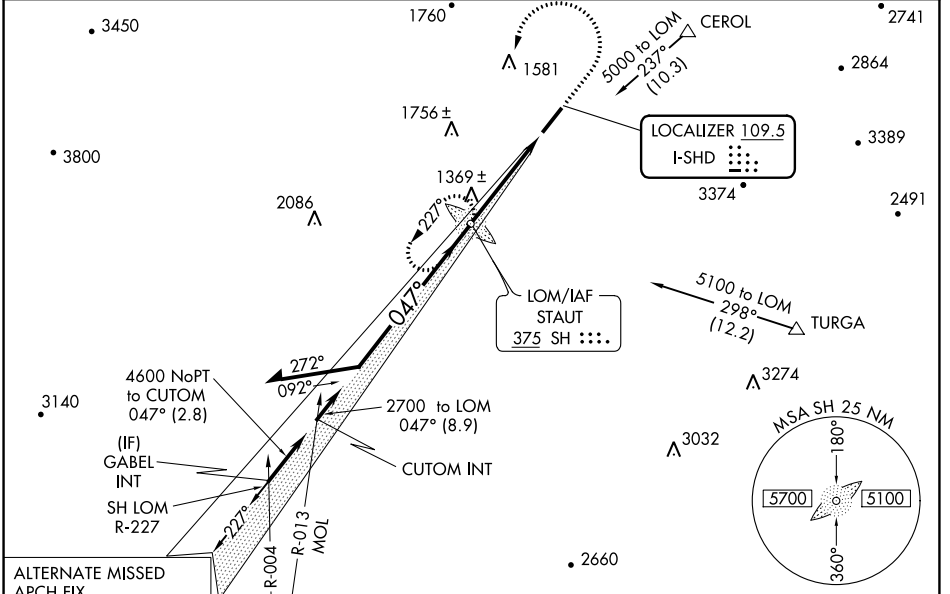 3450
1760
2741
CEROL
5000 to LOM
237°
(10.3)
1581
2864
1756 ±
LOCALIZER 109.5
I-SHD
3389
3800
1369 ±
3374
2491
2086
227°
047°
LOM/IAF
STAUT
375 SH
5100 to LOM
298°
(12.2)
TURGA
272°
092°
4600 NoPT
to CUTOM
047° (2.8)
3274
3140
2700 to LOM
047° (8.9)
MSA SH 25 NM
180°
5700
5100
360°
(IF)
GABEL
INT
CUTOM INT
3032
SH LOM
R-227
227°
R-004
R-013
MOL
2660
ALTERNATE MISSED
APCH FIX